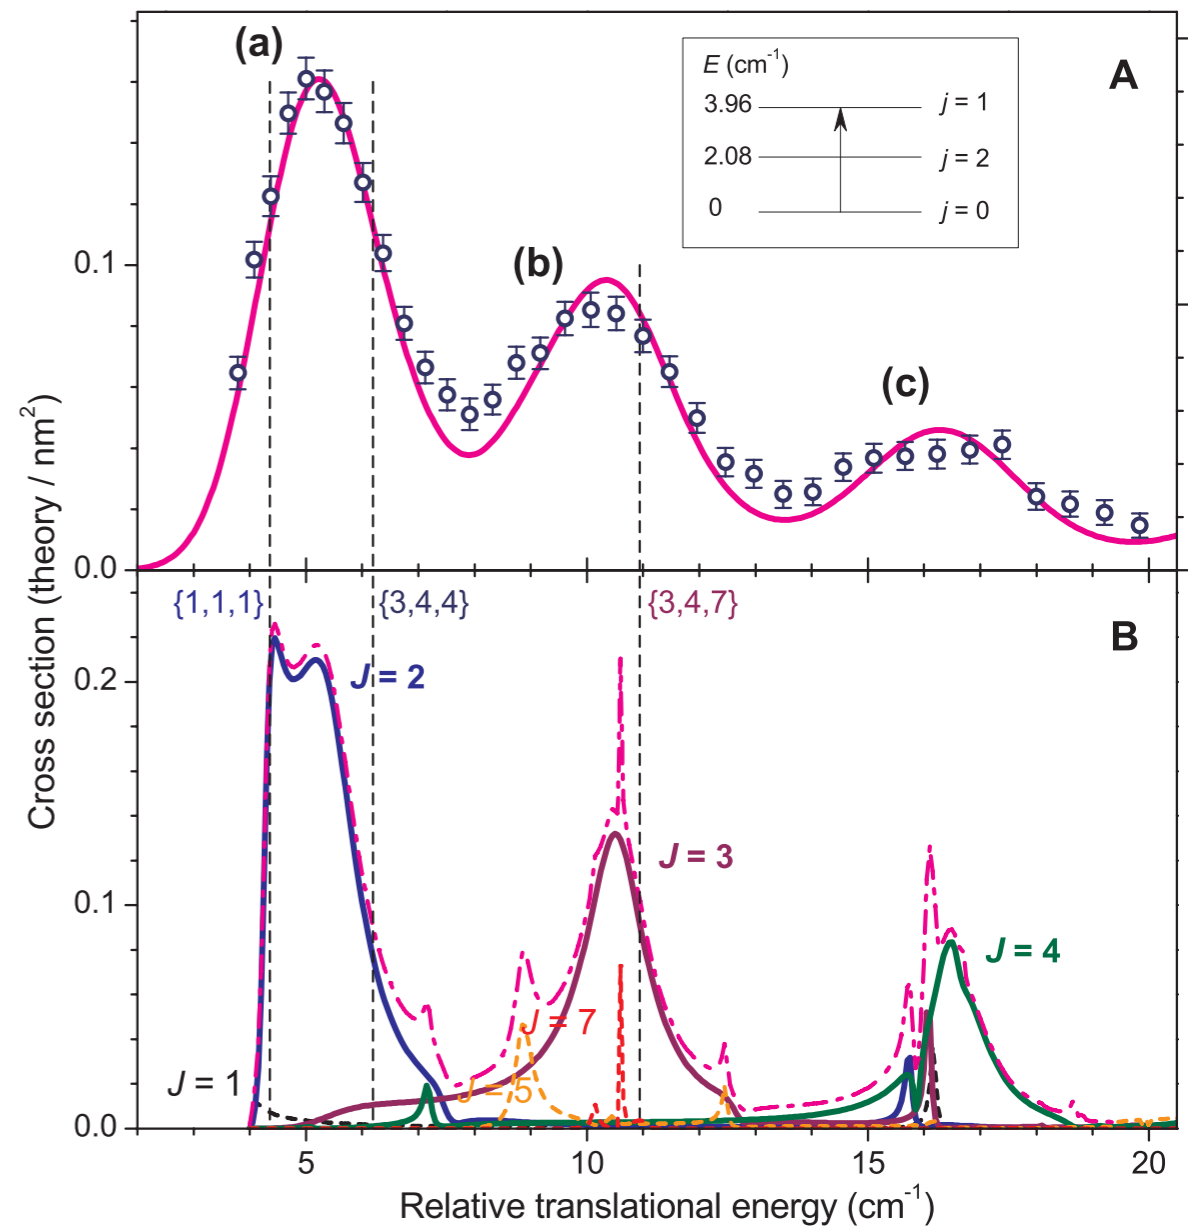 (a)
A
E (cm⁻¹)
3.96
j = 1
2.08
j = 2
0
j = 0
(b)
0.1
(c)
Cross section (theory / nm²)
0.0
{1,1,1}
{3,4,4}
{3,4,7}
B
J = 2
0.2
J = 3
0.1
J = 4
J = 7
J = 1
J = 5
0.0
5
10
15
20
Relative translational energy (cm⁻¹)